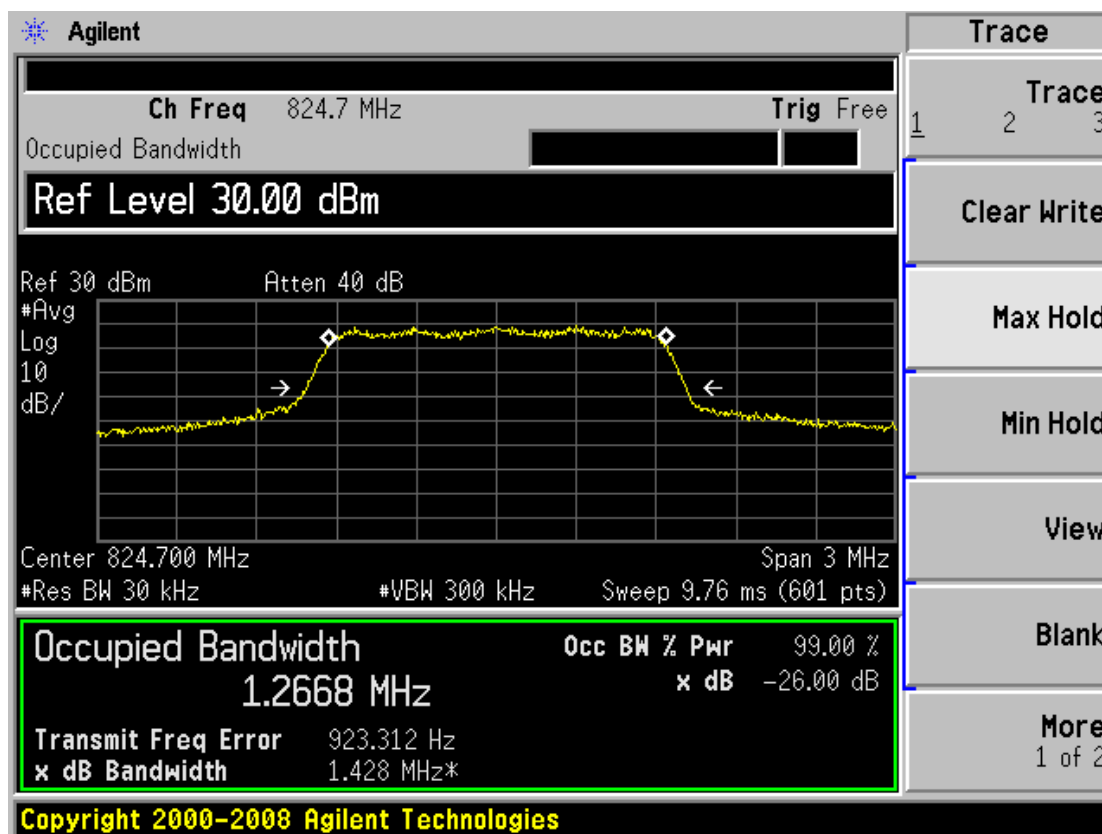 Agilent
Ch Freq 824.7 MHz Trig Free
Occupied Bandwidth
Ref Level 30.00 dBm
Ref 30 dBm Atten 40 dB
#Avg
Log
10
dB/
Center 824.700 MHz Span 3 MHz
#Res BW 30 kHz #VBW 300 kHz Sweep 9.76 ms (601 pts)
Occupied Bandwidth
1.2668 MHz
Occ BW % Pwr 99.00 %
x dB -26.00 dB
Transmit Freq Error 923.312 Hz
x dB Bandwidth 1.428 MHz*
Copyright 2000-2008 Agilent Technologies
Trace
Trace
1 2 3
Clear Write
Max Hold
Min Hold
View
Blank
More
1 of 2